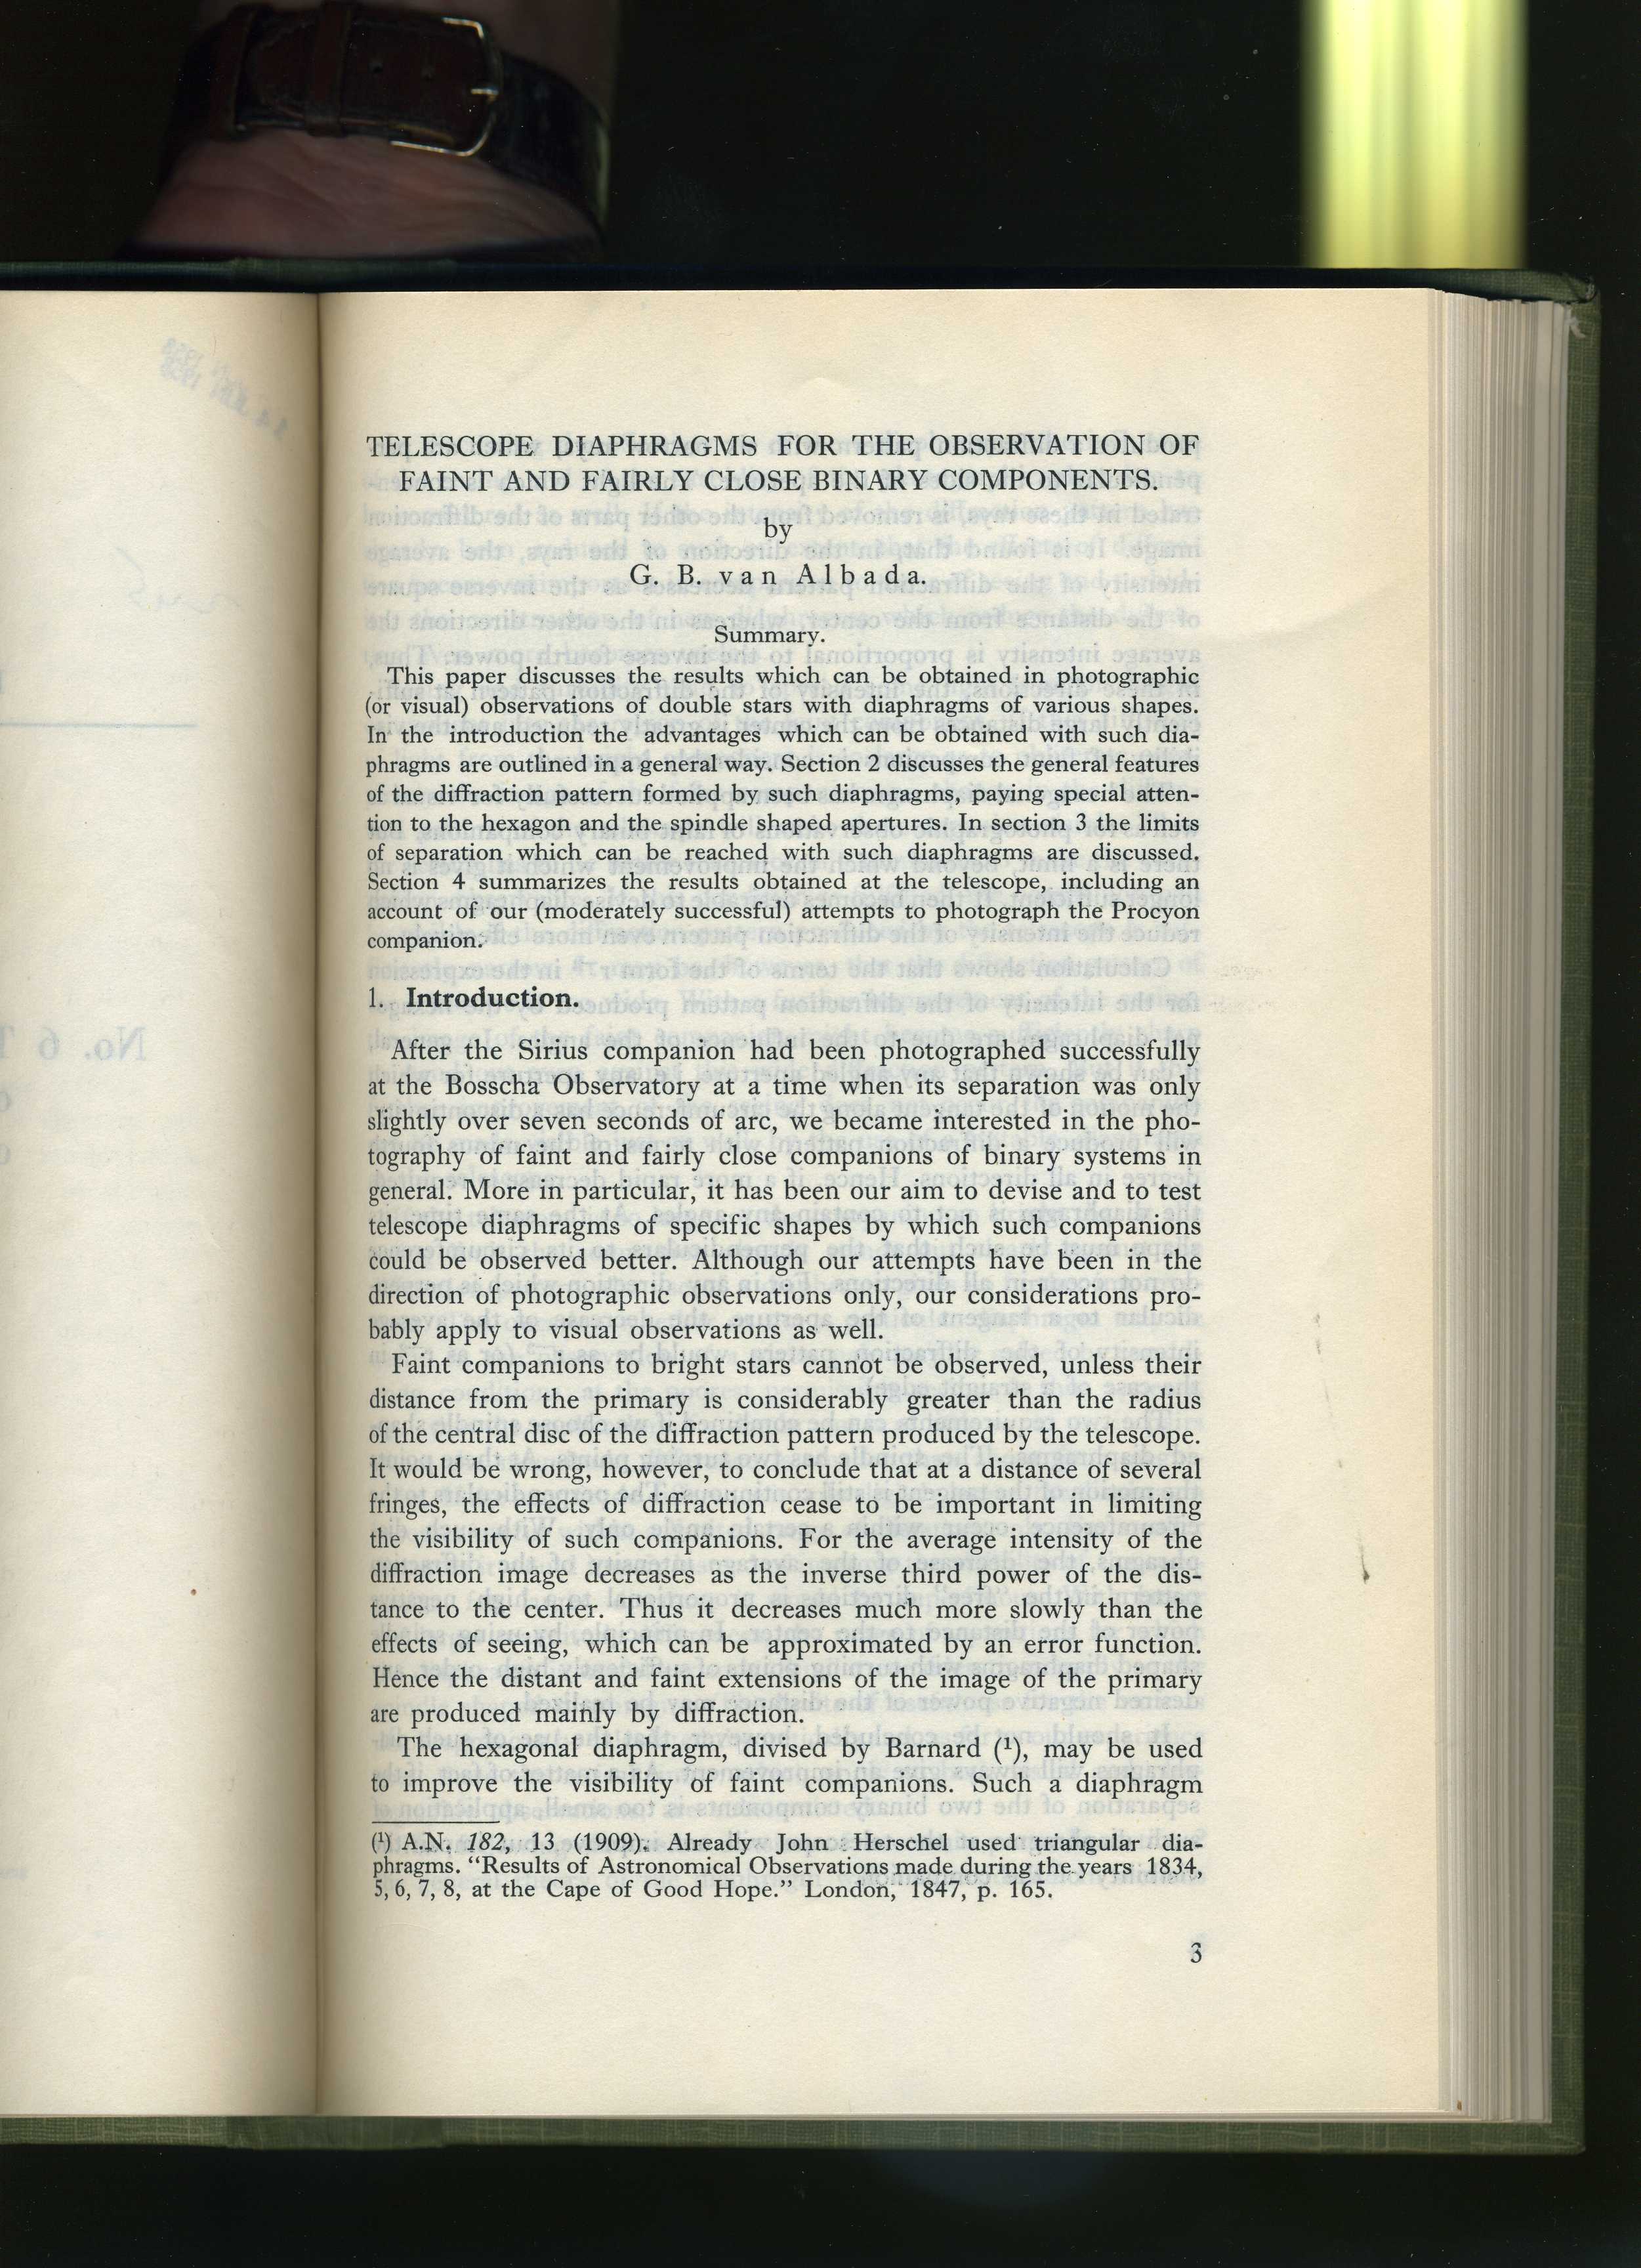 TELESCOPE DIAPHRAGMS FOR THE OBSERVATION OF
FAINT AND FAIRLY CLOSE BINARY COMPONENTS.
by
G. B. van Albada.
Summary.
This paper discusses the results which can be obtained in photographic
(or visual) observations of double stars with diaphragms of various shapes.
In the introduction the advantages which can be obtained with such dia-
phragms are outlined in a general way. Section 2 discusses the general features
of the diffraction pattern formed by such diaphragms, paying special atten-
tion to the hexagon and the spindle shaped apertures. In section 3 the limits
of separation which can be reached with such diaphragms are discussed.
Section 4 summarizes the results obtained at the telescope, including an
account of our (moderately successful) attempts to photograph the Procyon
companion.
1. Introduction.
After the Sirius companion had been photographed successfully
at the Bosscha Observatory at a time when its separation was only
slightly over seven seconds of arc, we became interested in the pho-
tography of faint and fairly close companions of binary systems in
general. More in particular, it has been our aim to devise and to test
telescope diaphragms of specific shapes by which such companions
could be observed better. Although our attempts have been in the
direction of photographic observations only, our considerations pro-
bably apply to visual observations as well.
Faint companions to bright stars cannot be observed, unless their
distance from the primary is considerably greater than the radius
of the central disc of the diffraction pattern produced by the telescope.
It would be wrong, however, to conclude that at a distance of several
fringes, the effects of diffraction cease to be important in limiting
the visibility of such companions. For the average intensity of the
diffraction image decreases as the inverse third power of the dis-
tance to the center. Thus it decreases much more slowly than the
effects of seeing, which can be approximated by an error function.
Hence the distant and faint extensions of the image of the primary
are produced mainly by diffraction.
The hexagonal diaphragm, divised by Barnard (¹), may be used
to improve the visibility of faint companions. Such a diaphragm
(¹) A.N. 182, 13 (1909). Already John Herschel used triangular dia-
phragms. “Results of Astronomical Observations made during the years 1834,
5, 6, 7, 8, at the Cape of Good Hope.” London, 1847, p. 165.
3